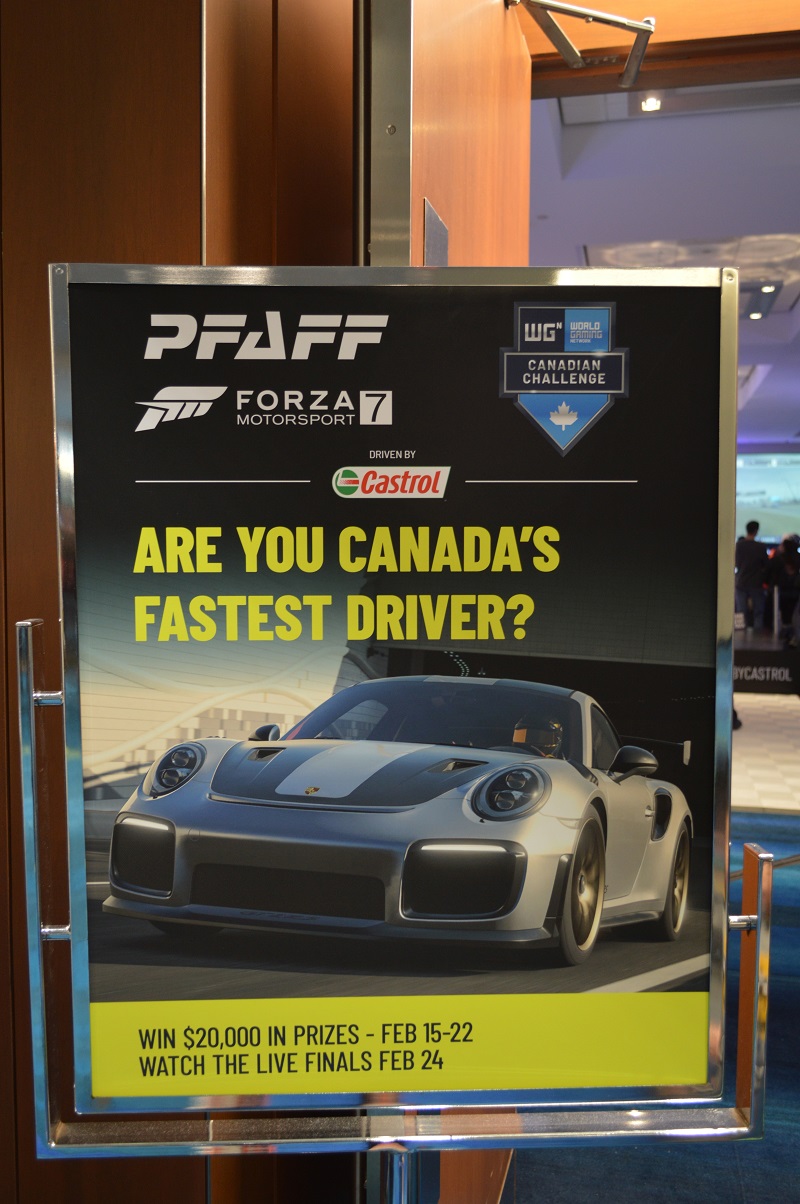 PFAFF
FORZA
MOTORSPORT 7
WGN WORLD
GAMING
NETWORK
CANADIAN
CHALLENGE
DRIVEN BY
Castrol
ARE YOU CANADA'S
FASTEST DRIVER?
WIN $20,000 IN PRIZES - FEB 15-22
WATCH THE LIVE FINALS FEB 24
BYCASTROL